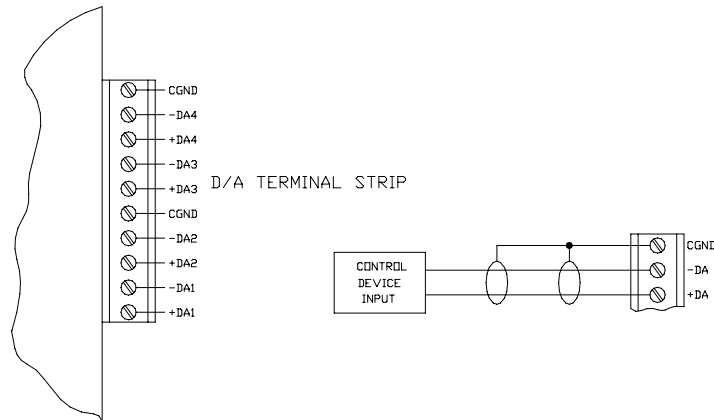 CGND
-DA4
+DA4
-DA3
+DA3
D/A TERMINAL STRIP
CGND
-DA2
+DA2
-DA1
+DA1
CONTROL
DEVICE
INPUT
CGND
-DA
+DA